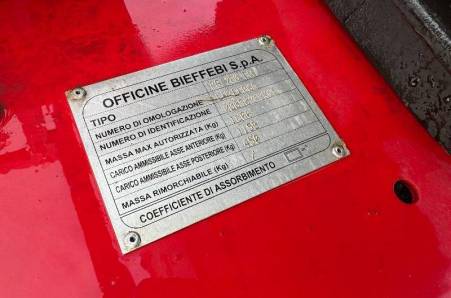 OFFICINE BIEFFEBI S.p.A.
TIPO
NUMERO DI OMOLOGAZIONE
NUMERO DI IDENTIFICAZIONE
MASSA MAX AUTORIZZATA (Kg)
CARICO AMMISSIBILE ASSE ANTERIORE (Kg)
CARICO AMMISSIBILE ASSE POSTERIORE (Kg)
MASSA RIMORCHIABILE (Kg)
COEFFICIENTE DI ASSORBIMENTO